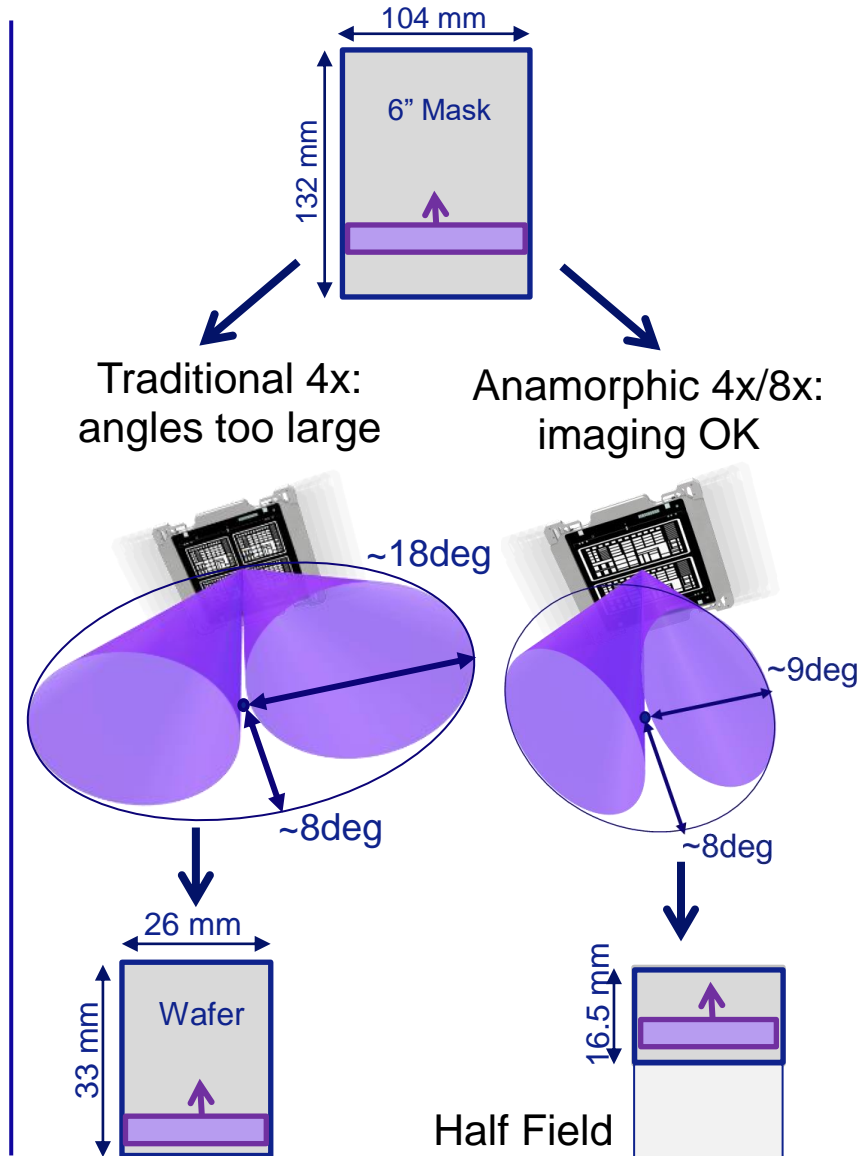 104 mm
6” Mask
132 mm
Traditional 4x:
angles too large
Anamorphic 4x/8x:
imaging OK
~18deg
~8deg
~9deg
~8deg
26 mm
Wafer
33 mm
16.5 mm
Half Field